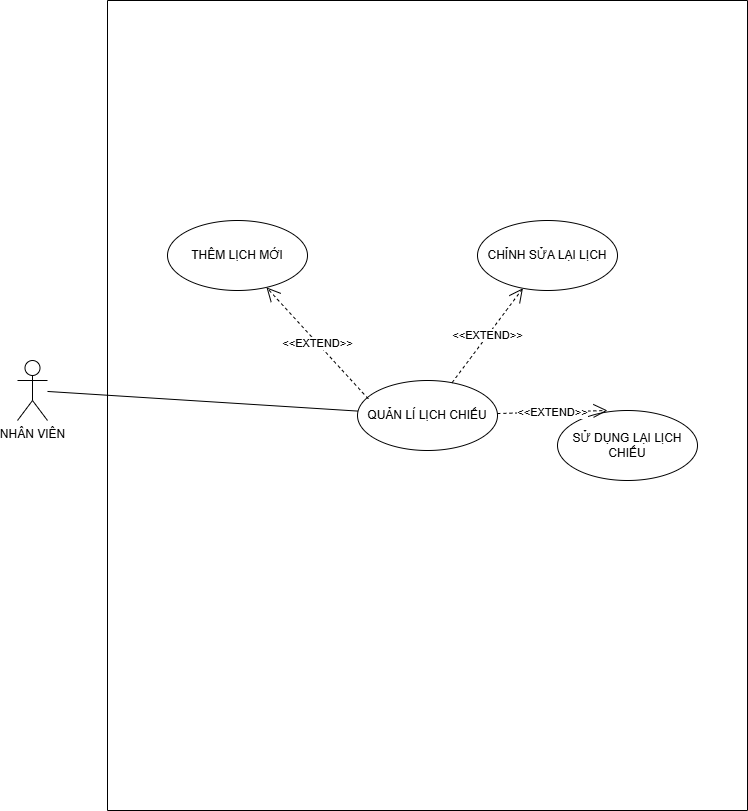 THÊM LỊCH MỚI
CHỈNH SỬA LẠI LỊCH
<<EXTEND>>
<<EXTEND>>
NHÂN VIÊN
QUẢN LÍ LỊCH CHIẾU
<<EXTEND>>
SỬ DỤNG LẠI LỊCH
CHIẾU